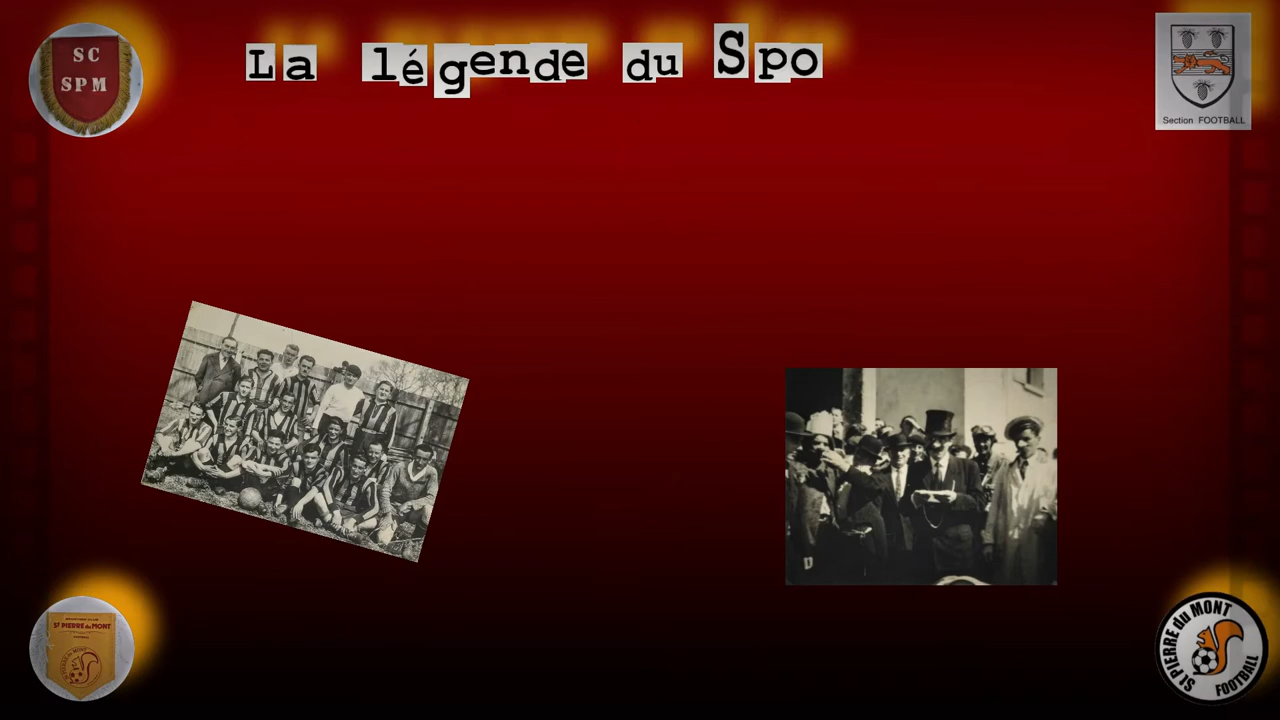 SC
SPM
La légende du Spo
Section FOOTBALL
ST PIERRE du MONT
St PIERRE du MONT
FOOTBALL